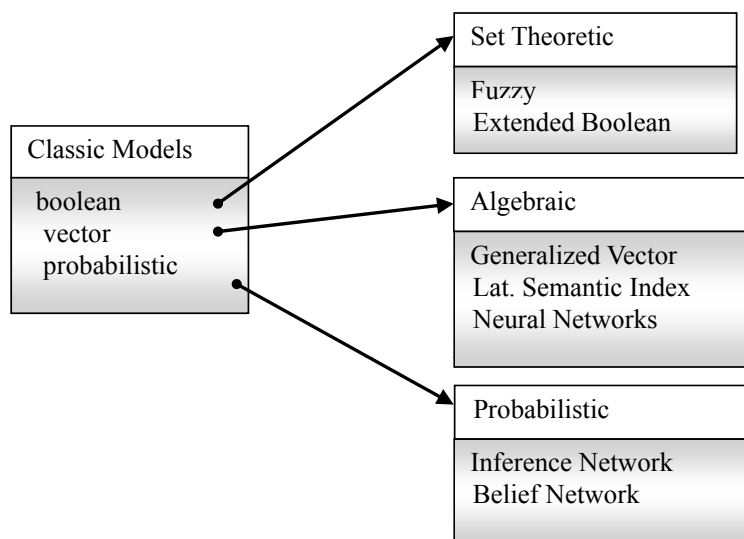 Classic Models
boolean
vector
probabilistic
Set Theoretic
Fuzzy
Extended Boolean
Algebraic
Generalized Vector
Lat. Semantic Index
Neural Networks
Probabilistic
Inference Network
Belief Network